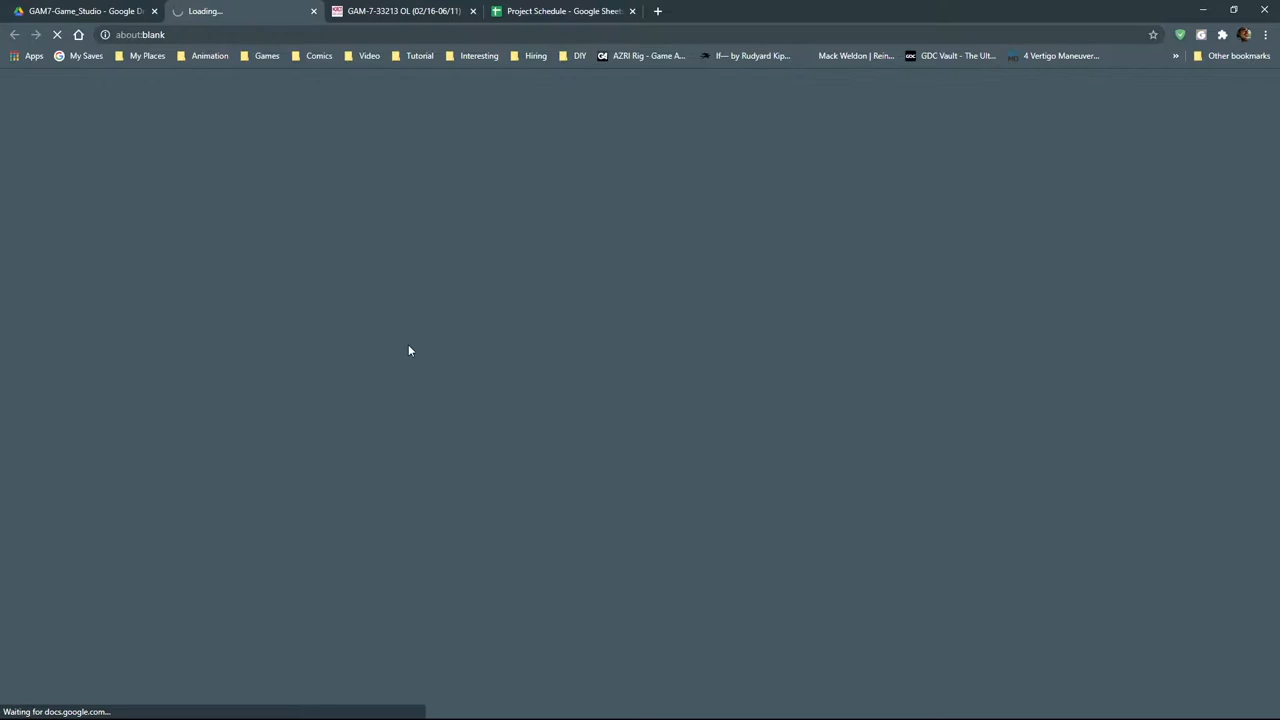 GAM7-Game_Studio - Google Dr
Loading...
GAM-7-33213 OL (02/16-06/11)
Project Schedule - Google Sheets
about:blank
Apps
My Saves
My Places
Animation
Games
Comics
Video
Tutorial
Interesting
Hiring
DIY
AZRI Rig - Game A...
If— by Rudyard Kip...
Mack Weldon | Rein...
GDC Vault - The Ult...
4 Vertigo Maneuver...
»
Other bookmarks
Waiting for docs.google.com...